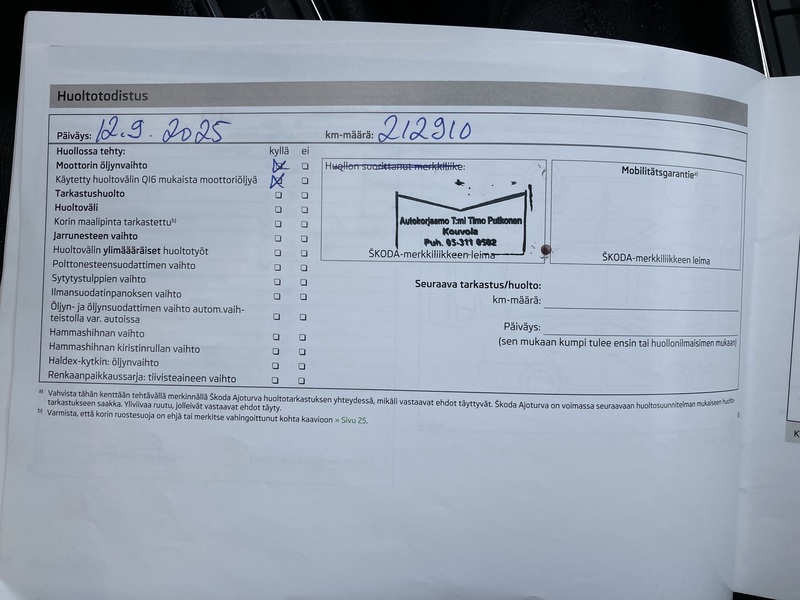 Huoltotodistus
Päiväys: 12.9.2025 km-määrä: 212910
Huollossa tehty: kyllä ei
Moottorin öljynvaihto
Käytetty huoltovälin QI6 mukaista moottoriöljyä
Tarkastushuolto
Huoltoväli
Korin maalipinta tarkastettu b)
Jarrunesteen vaihto
Huoltovälin ylimääräiset huoltotyöt
Polttonesteensuodattimen vaihto
Sytytystulppien vaihto
Ilmansuodatinpanoksen vaihto
Öljyn- ja öljynsuodattimen vaihto autom.vaih-
teistolla var. autoissa
Hammashihnan vaihto
Hammashihnan kiristinrullan vaihto
Haldex-kytkin: öljynvaihto
Renkaanpaikkaussarja: tiivisteaineen vaihto
Huollon suorittanut merkkiliike:
Autokorjaamo T:mi Timo Putkonen
Kouvola
Puh. 05-311 0502
ŠKODA-merkkiliikkeen leima
Mobilitätsgarantie a)
ŠKODA-merkkiliikkeen leima
Seuraava tarkastus/huolto:
km-määrä:
Päiväys:
(sen mukaan kumpi tulee ensin tai huollonilmaisimen mukaan)
a) Vahvista tähän kenttään tehtävällä merkinnällä Škoda Ajoturva huoltotarkastuksen yhteydessä, mikäli vastaavat ehdot täyttyvät. Škoda Ajoturva on voimassa seuraavaan huoltosuunnitelman mukaiseen huolto-
tarkastukseen saakka. Yliviivaa ruutu, jolleivät vastaavat ehdot täyty.
b) Varmista, että korin ruostesuoja on ehjä tai merkitse vahingoittunut kohta kaavioon » Sivu 25.